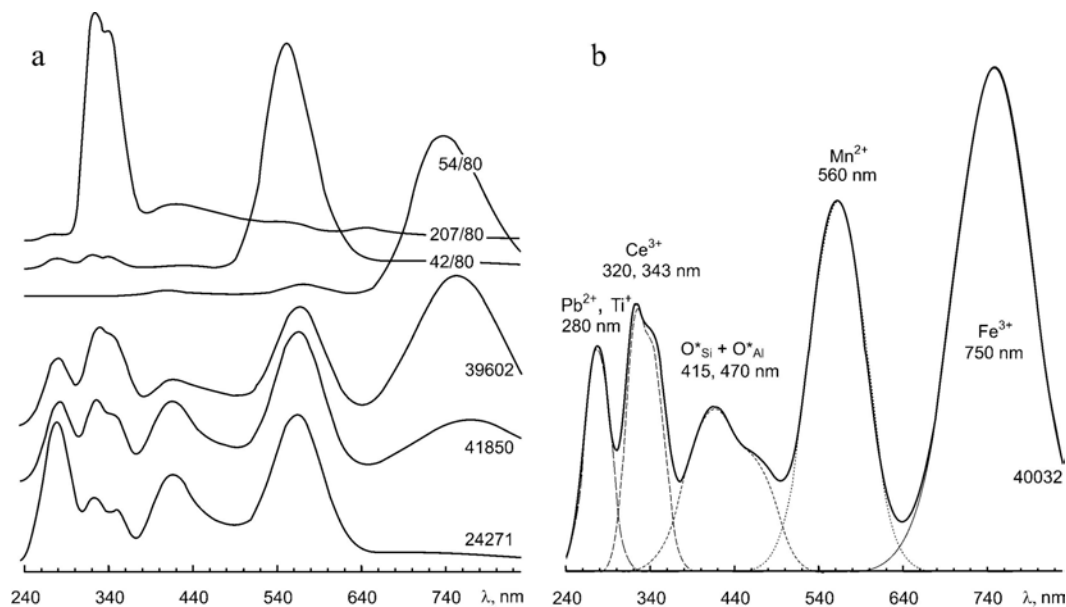 a
54/80
207/80
42/80
39602
41850
24271
240 340 440 540 640 740 λ, nm
b
Mn²⁺
560 nm
Ce³⁺
320, 343 nm
Pb²⁺, Ti⁺
280 nm
O*Si + O*Al
415, 470 nm
Fe³⁺
750 nm
40032
240 340 440 540 640 740 λ, nm